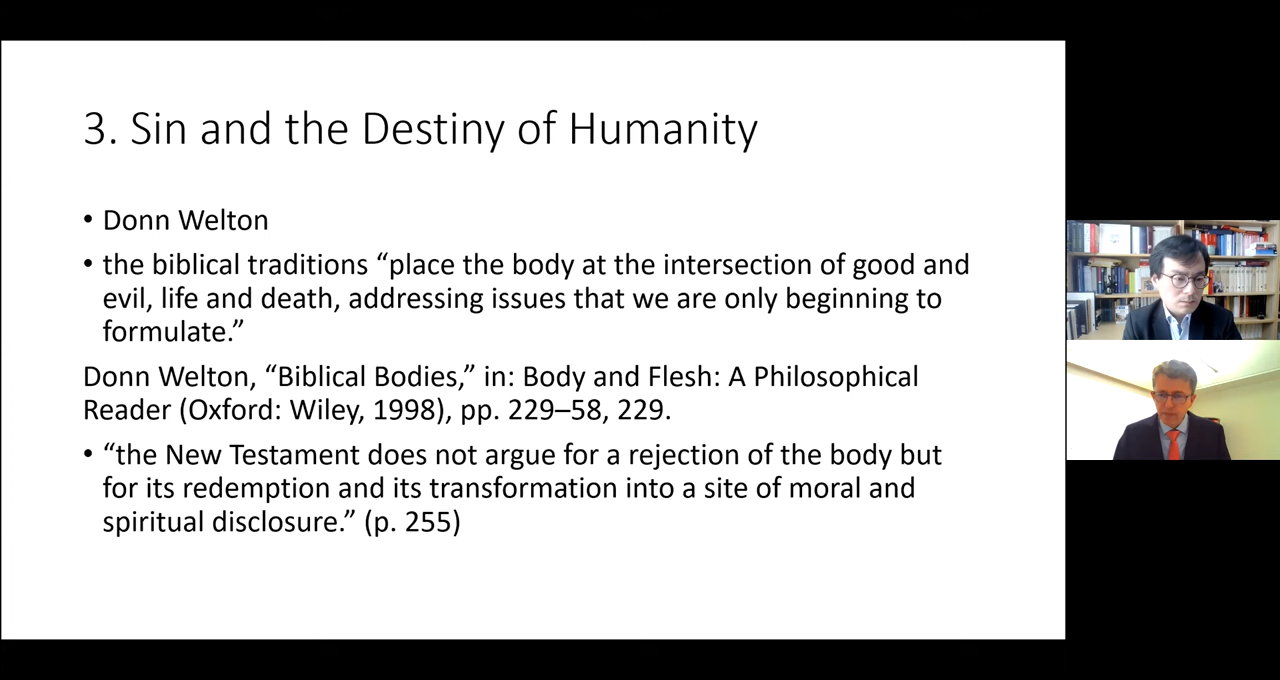 3. Sin and the Destiny of Humanity
• Donn Welton
• the biblical traditions “place the body at the intersection of good and
evil, life and death, addressing issues that we are only beginning to
formulate.”
Donn Welton, “Biblical Bodies,” in: Body and Flesh: A Philosophical
Reader (Oxford: Wiley, 1998), pp. 229–58, 229.
• “the New Testament does not argue for a rejection of the body but
for its redemption and its transformation into a site of moral and
spiritual disclosure.” (p. 255)